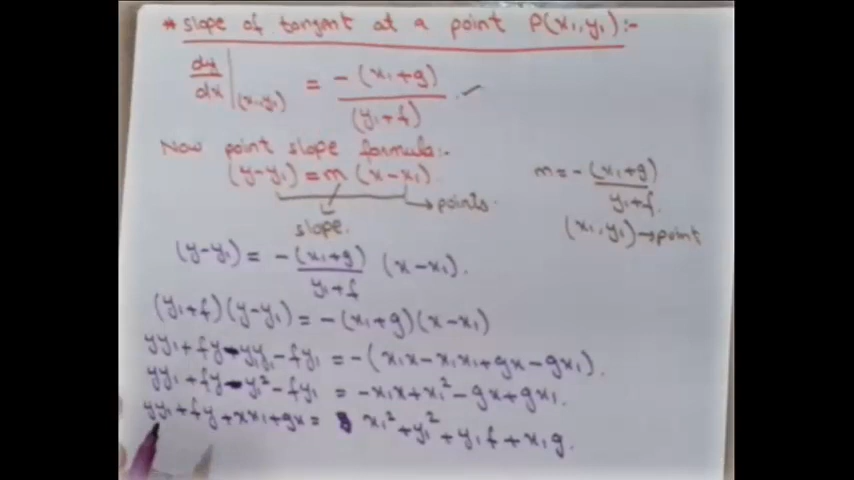 * slope of tangent at a point P(x₁,y₁):-
dy/dx |(x₁,y₁) = -(x₁+g)/(y₁+f)
Now point slope formula:-
(y-y₁) = m (x-x₁)
→ points.
slope.
m = -(x₁+g)/y₁+f.
(x₁,y₁)→point
(y-y₁) = -(x₁+g)/y₁+f (x-x₁).
(y₁+f)(y-y₁) = -(x₁+g)(x-x₁)
yy₁+fy-y₁y₁-fy₁ = -(x₁x-x₁x₁+gx-gx₁).
yy₁+fy-y₁²-fy₁ = -x₁x+x₁²-gx+gx₁.
yy₁+fy+xx₁+gx = x₁²+y₁²+y₁f+x₁g.